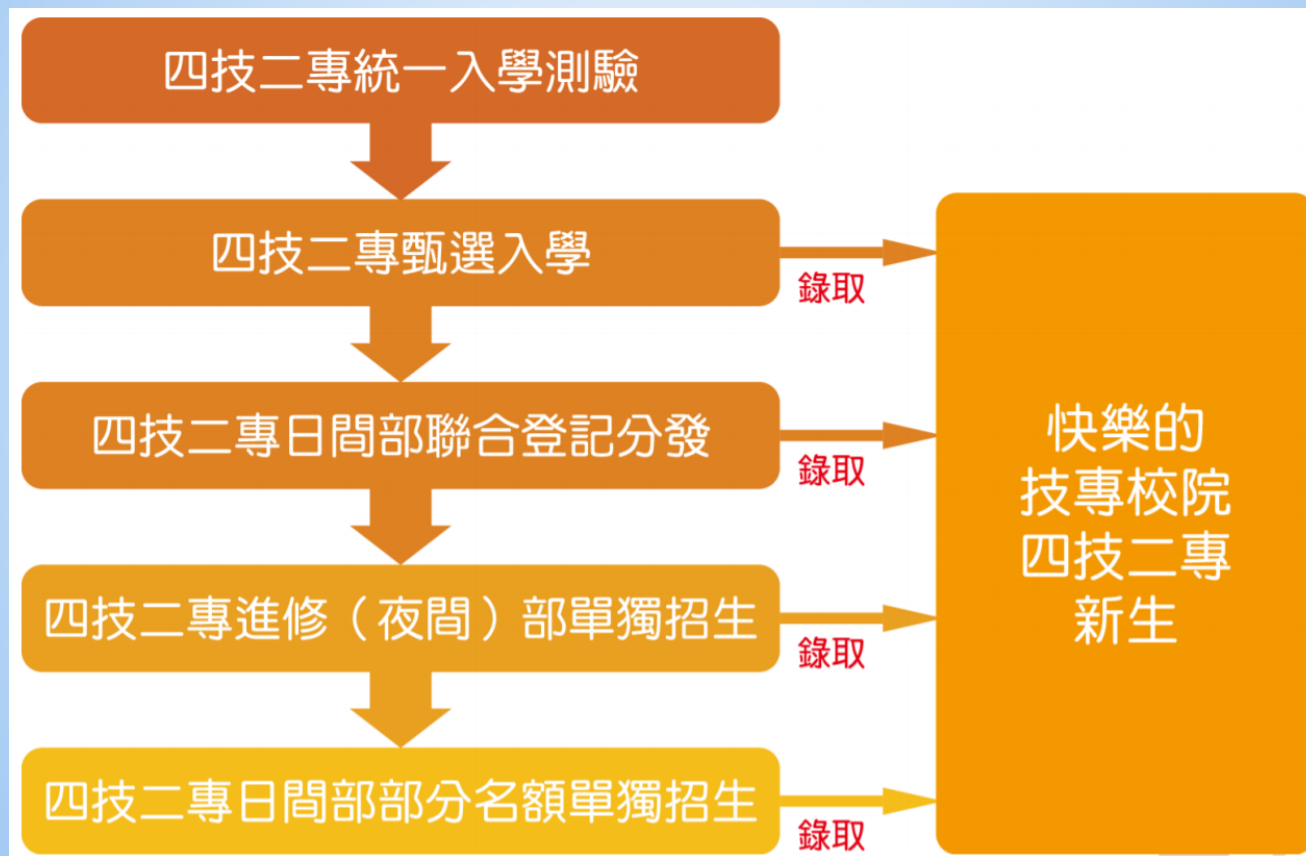 四技二專統一入學測驗
四技二專甄選入學
錄取
四技二專日間部聯合登記分發
錄取
四技二專進修（夜間）部單獨招生
錄取
四技二專日間部部分名額單獨招生
錄取
快樂的
技專校院
四技二專
新生